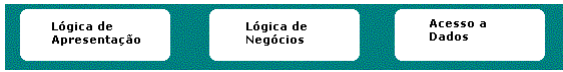 Lógica de
Apresentação
Lógica de
Negócios
Acesso a
Dados